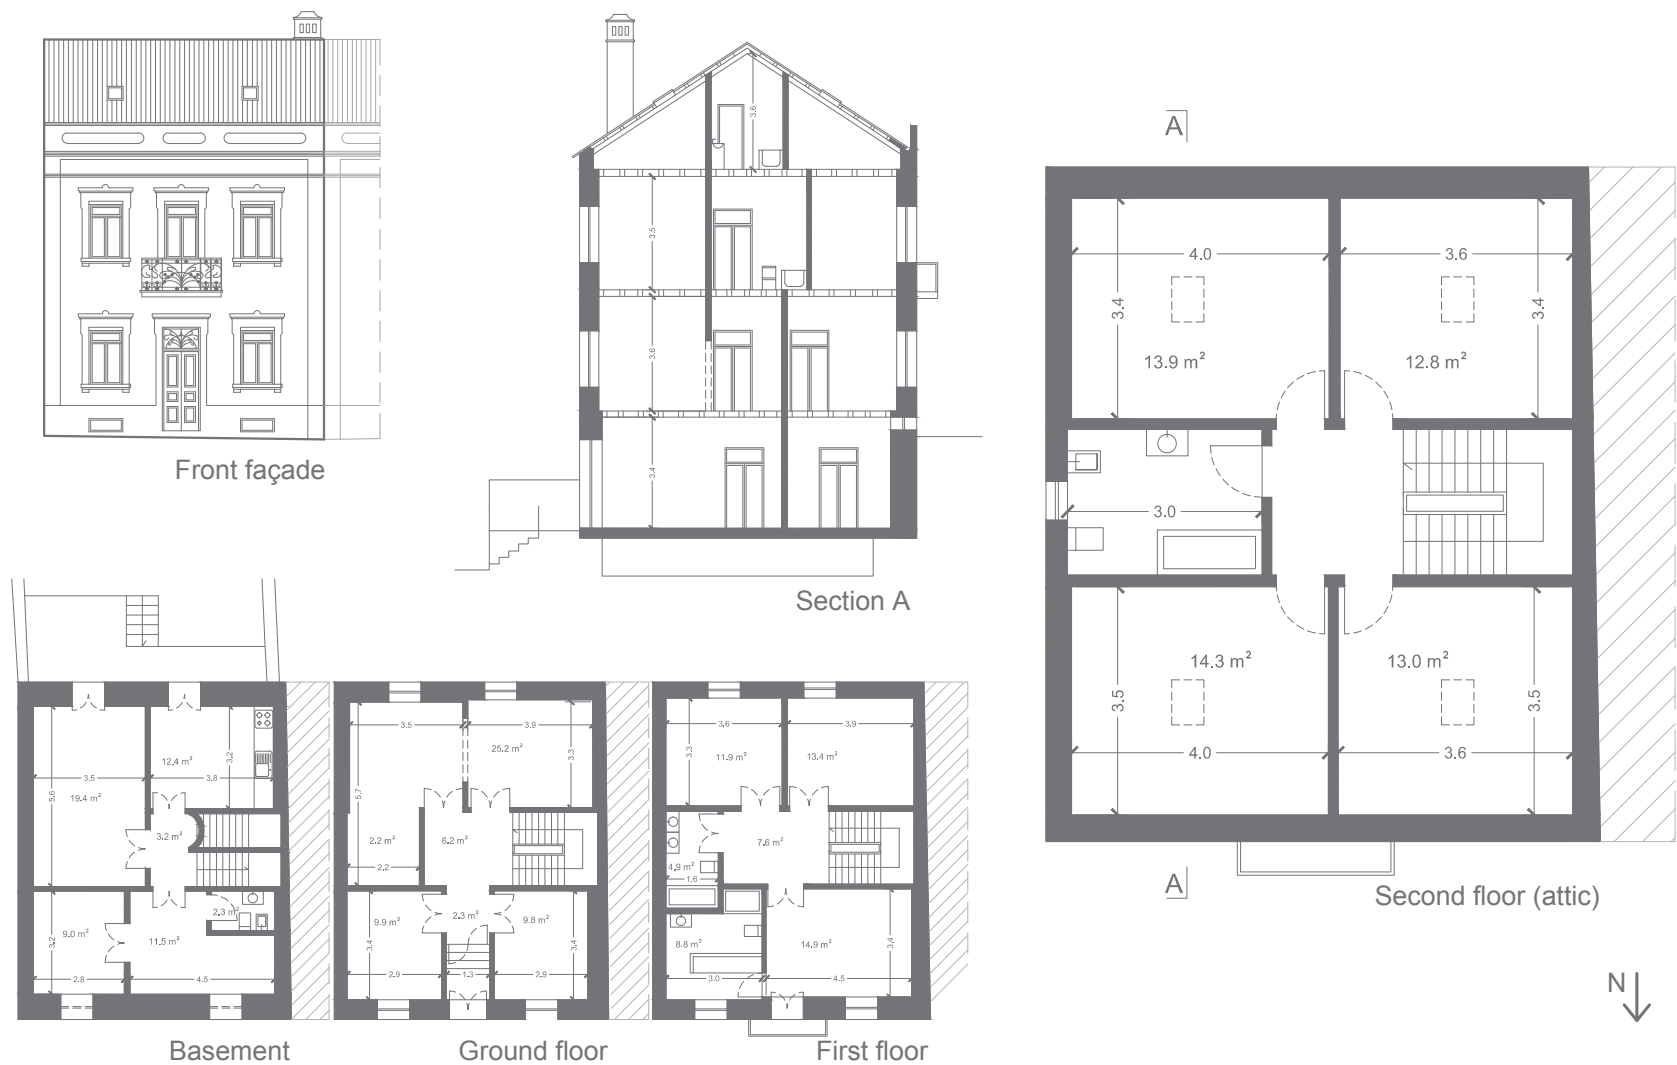 Front façade
3.6
3.5
3.6
3.4
Section A
A
4.0
3.6
3.4
3.4
13.9 m²
12.8 m²
3.0
14.3 m²
13.0 m²
3.5
3.5
4.0
3.6
A
Second floor (attic)
N
12.4 m²
3.2
3.5
3.8
5.6
19.4 m²
3.2 m²
2.3 m²
9.0 m²
11.5 m²
3.2
2.8
4.5
Basement
3.5
3.9
25.2 m²
3.3
5.7
2.2 m²
6.2 m²
2.2
9.9 m²
2.3 m²
9.8 m²
3.4
3.4
2.9
1.3
2.9
Ground floor
3.6
3.9
3.3
11.9 m²
13.4 m²
7.6 m²
4.9 m²
1.6
8.8 m²
14.9 m²
3.4
3.0
4.5
First floor